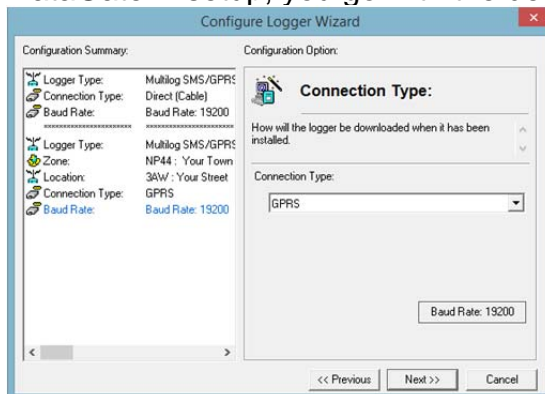 Configure Logger Wizard
Configuration Summary:
Logger Type: Multilog SMS/GPRS
Connection Type: Direct (Cable)
Baud Rate: Baud Rate: 19200
Logger Type: Multilog SMS/GPRS
Zone: NP44 : Your Town
Location: 3AW : Your Street
Connection Type: GPRS
Baud Rate: Baud Rate: 19200
Configuration Option:
Connection Type:
How will the logger be downloaded when it has been
installed.
Connection Type:
GPRS
Baud Rate: 19200
<< Previous Next >> Cancel